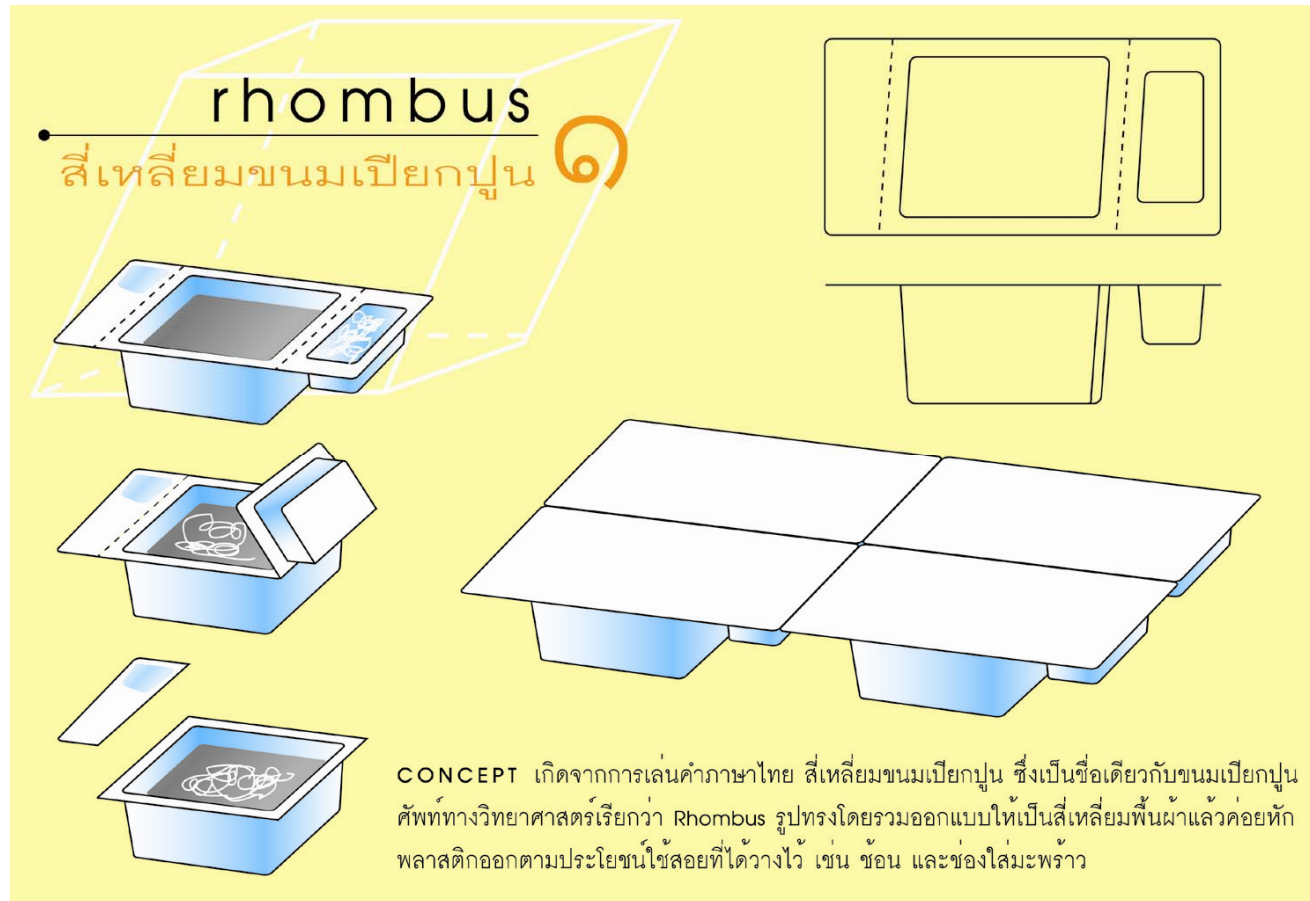 rhombus
สี่เหลี่ยมขนมเปียกปูน ๑
CONCEPT เกิดจากการเล่นคำภาษาไทย สี่เหลี่ยมขนมเปียกปูน ซึ่งเป็นชื่อเดียวกับขนมเปียกปูน
ศัพท์ทางวิทยาศาสตร์เรียกว่า Rhombus รูปทรงโดยรวมออกแบบให้เป็นสี่เหลี่ยมพื้นผ้าแล้วค่อยหัก
พลาสติกออกตามประโยชน์ใช้สอยที่ได้วางไว้ เช่น ช้อน และช่องใส่มะพร้าว